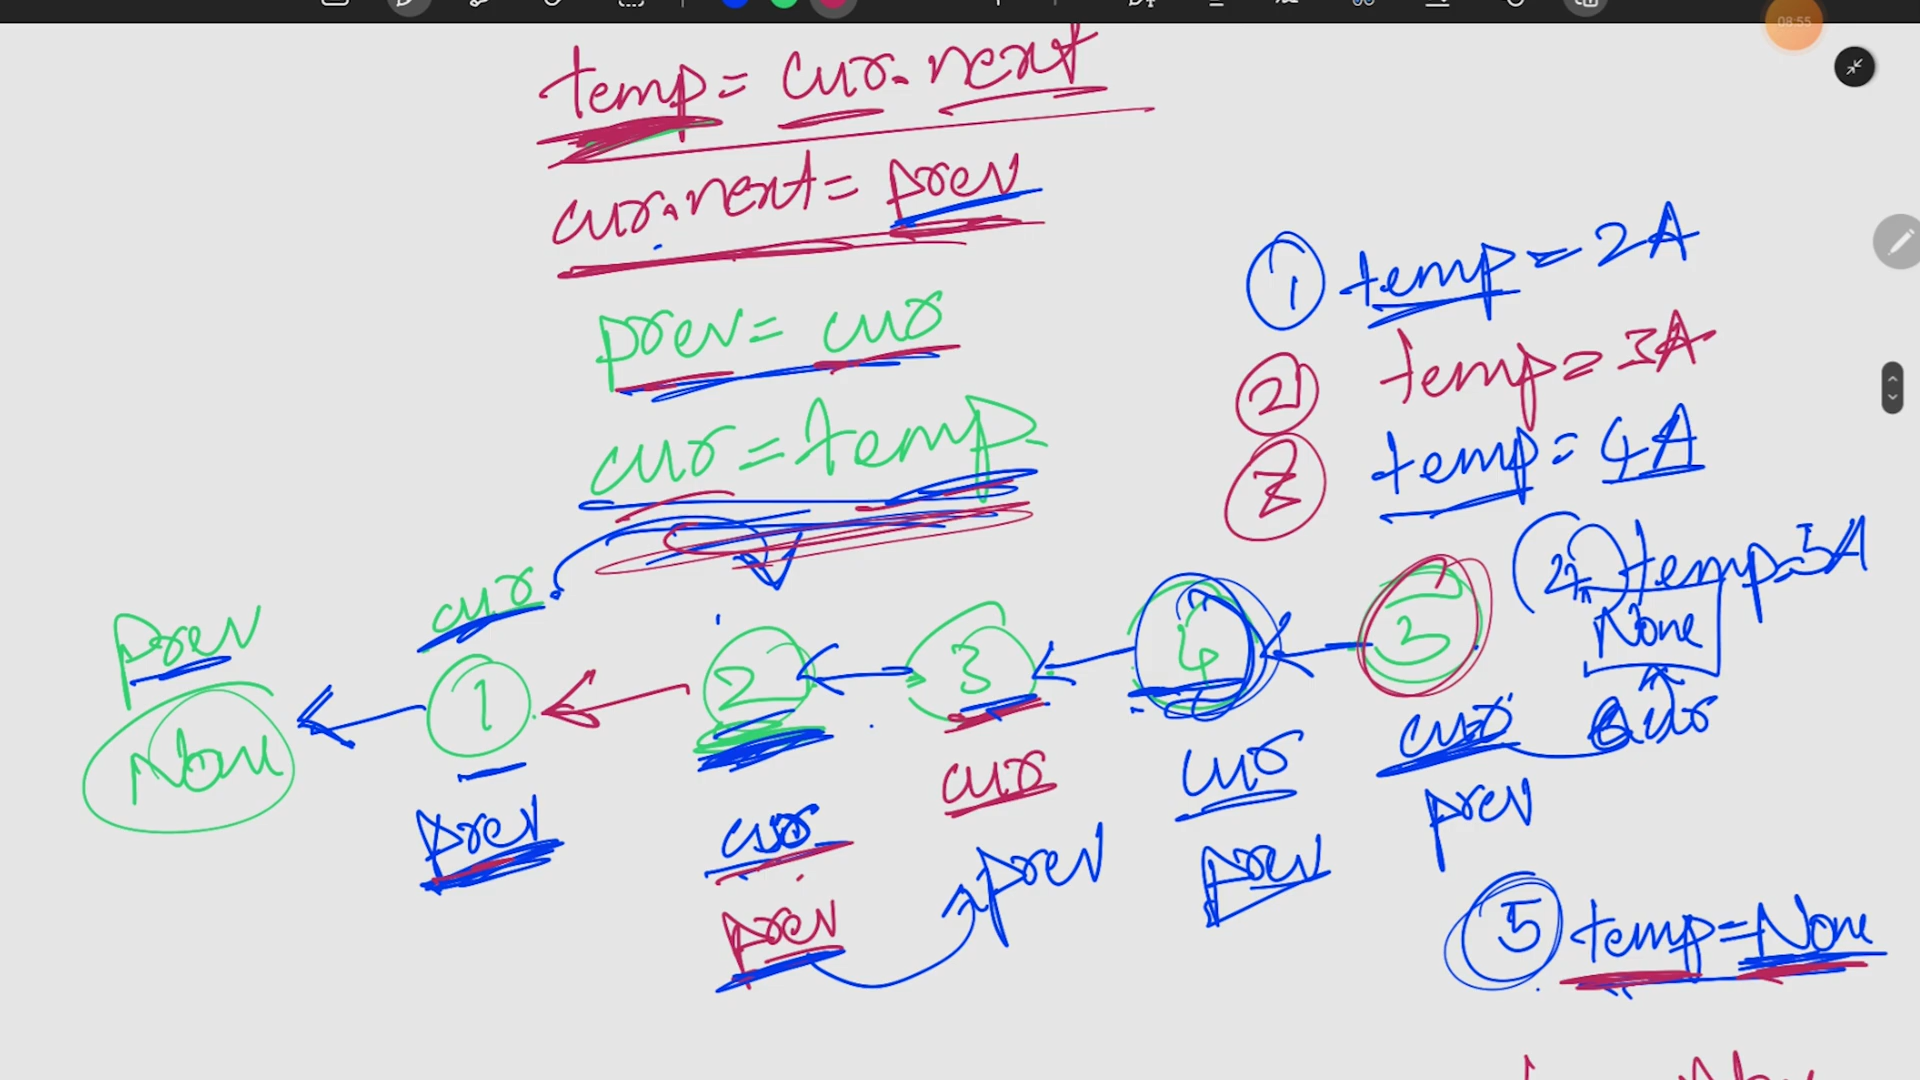 08:55
temp = cur.next
cur.next = prev
prev = cur
cur = temp
1 temp = 2A
2 temp = 3A
3 temp = 4A
temp = 5A
None
prev cur
None 1 2 3 4 5
cur cur cur cur
prev prev prev prev
prev
5 temp = None